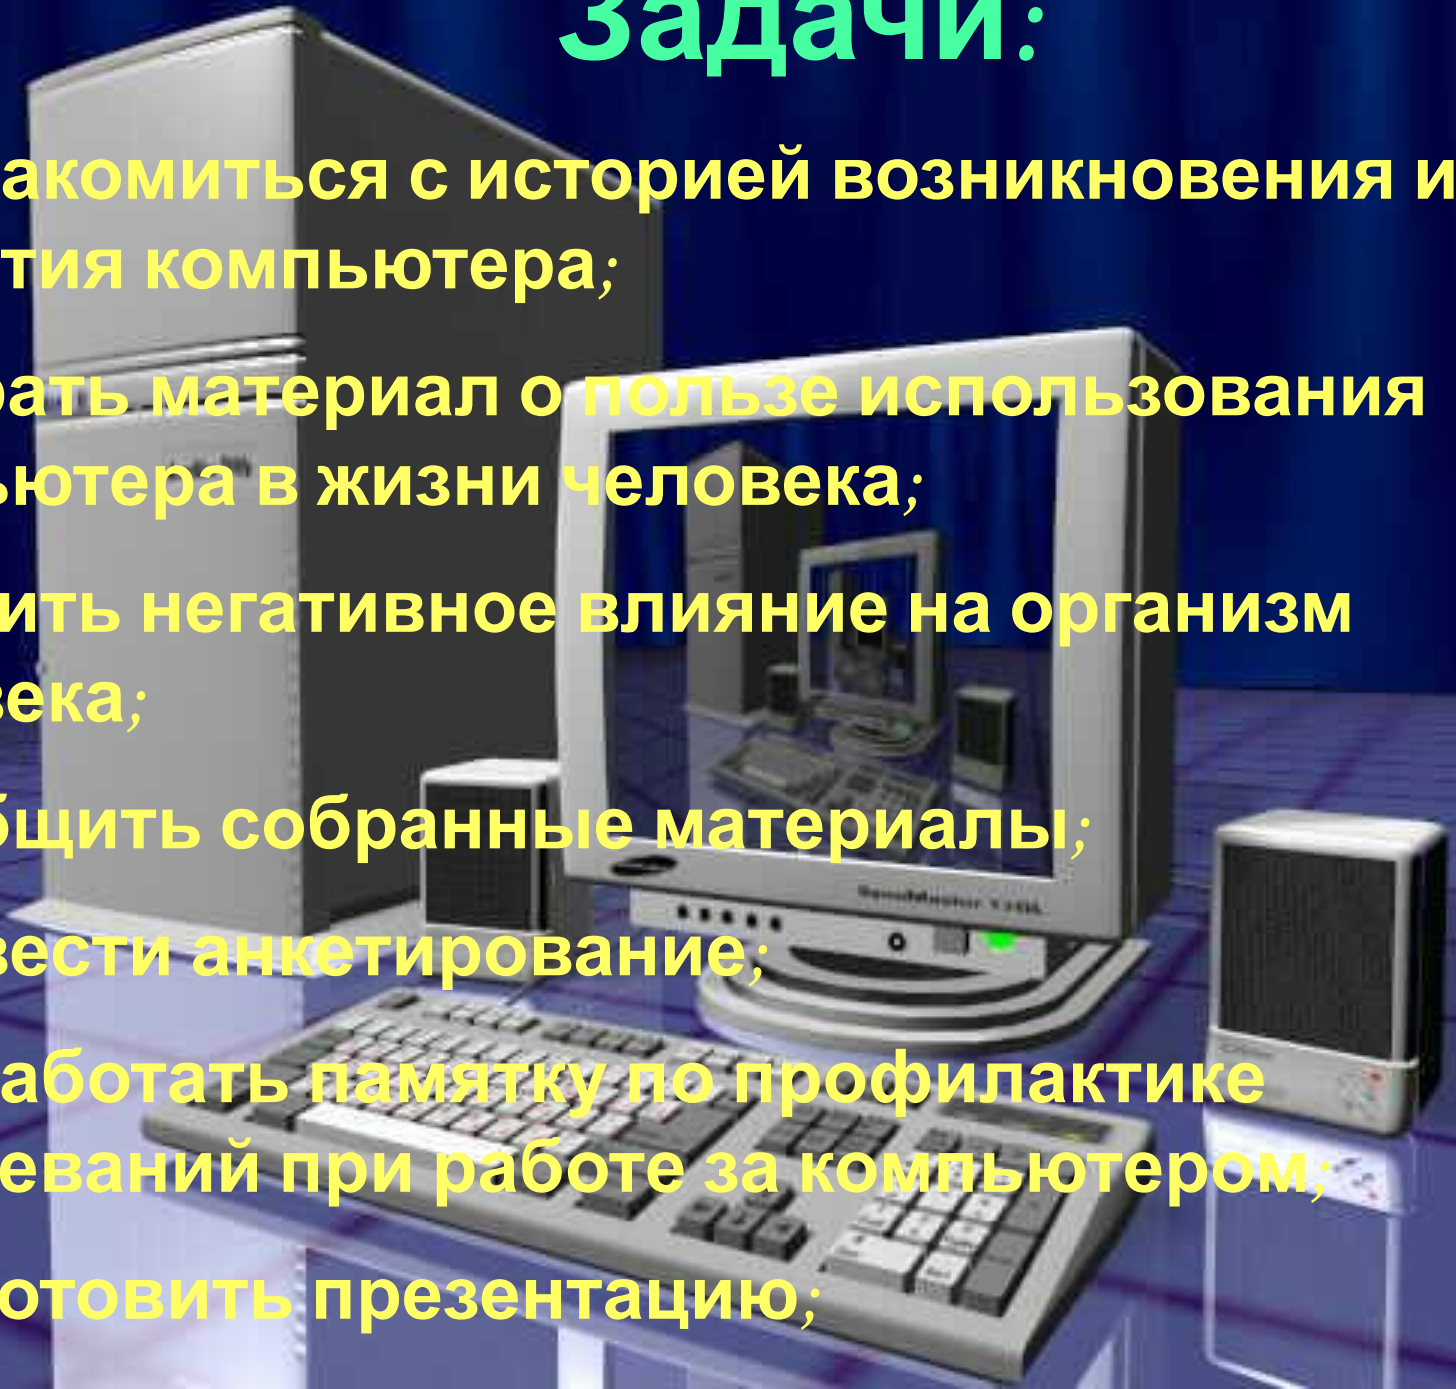 Задачи:
акомиться с историей возникновения и
тия компьютера;
рать материал о пользе использования
ьютера в жизни человека;
ить негативное влияние на организм
века;
бщить собранные материалы;
вести анкетирование;
аботать памятку по профилактике
еваний при работе за компьютером;
отовить презентацию;